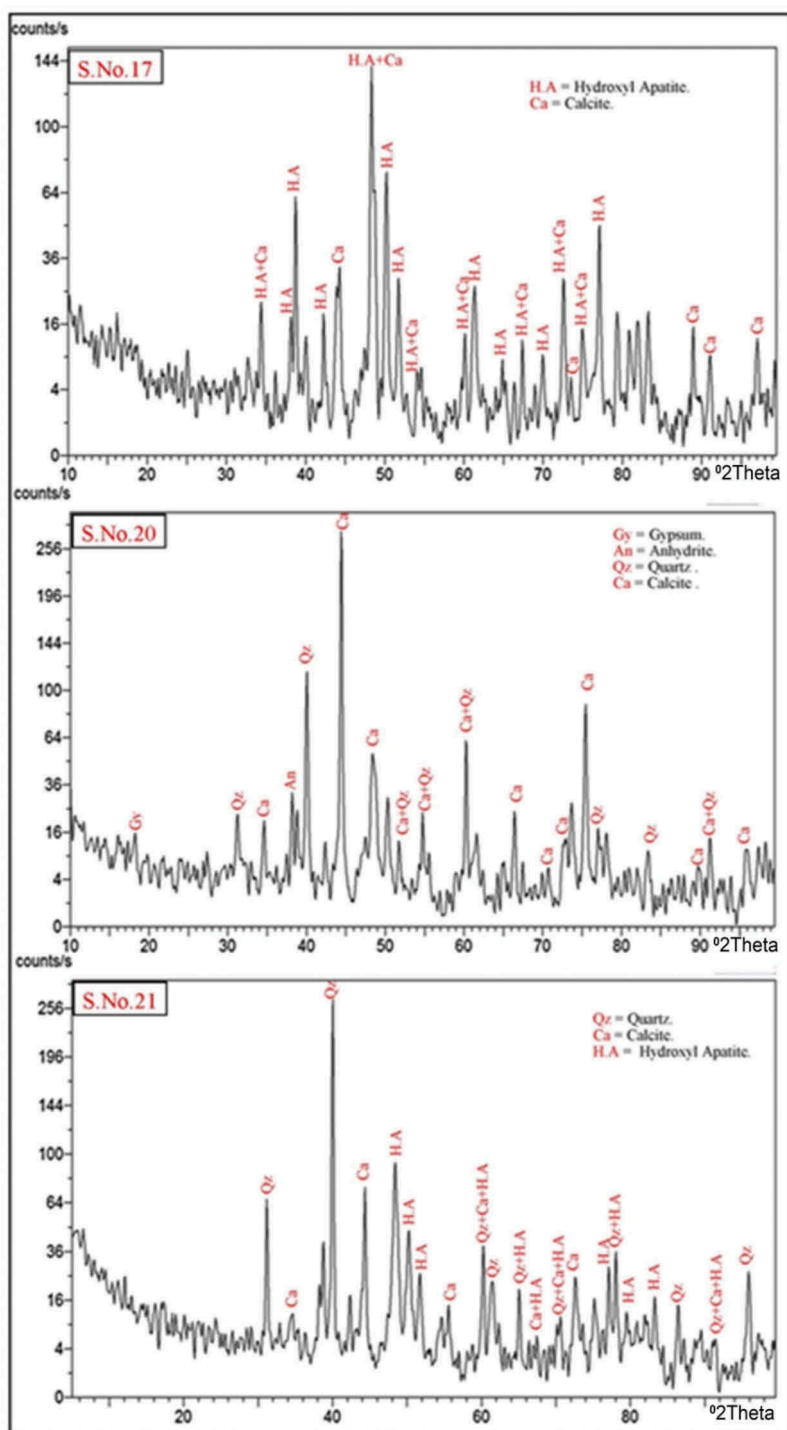 counts/s
S.No.17
H.A = Hydroxyl Apatite.
Ca = Calcite.
144
100
64
36
16
4
0
H.A+Ca
H.A
H.A
H.A
Ca
H.A+Ca
H.A
H.A
H.A+Ca
H.A+Ca
H.A
H.A
H.A+Ca
H.A
H.A+Ca
Ca
H.A+Ca
H.A
Ca
Ca
Ca
10 20 30 40 50 60 70 80 90 ⁰2Theta
counts/s
S.No.20
Gy = Gypsum.
An = Anhydrite.
Qz = Quartz .
Ca = Calcite .
256
196
144
100
64
36
16
4
0
Gy
Qz
Ca
An
Qz
Ca
Ca
Ca+Qz
Ca+Qz
Ca+Qz
Ca
Ca
Ca
Ca
Qz
Qz
Ca
Ca+Qz
Ca
10 20 30 40 50 60 70 80 90 ⁰2Theta
counts/s
S.No.21
Qz = Quartz.
Ca = Calcite.
H.A = Hydroxyl Apatite.
256
196
144
100
64
36
16
4
0
Qz
Ca
Qz
Ca
H.A
H.A
H.A
Ca
Qz+Ca+H.A
Qz
Qz+H.A
Ca+H.A
Qz+Ca+H.A
Ca
H.A
Qz+H.A
H.A
H.A
Qz
Qz+Ca+H.A
Qz
20 40 60 80 ⁰2Theta